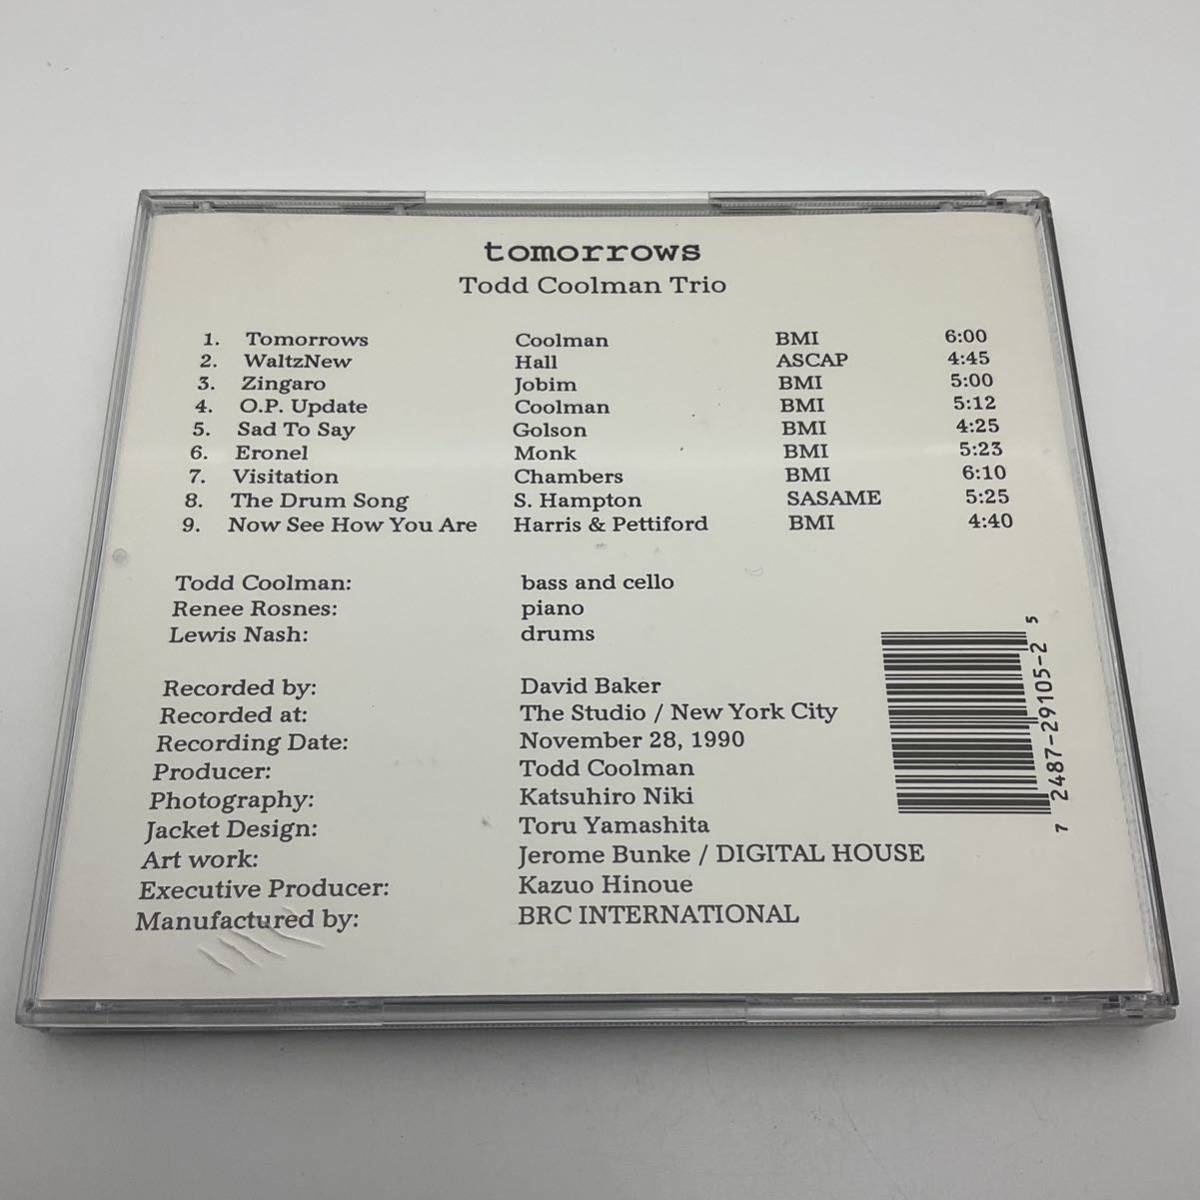 tomorrows
Todd Coolman Trio
1. Tomorrows Coolman BMI 6:00
2. WaltzNew Hall ASCAP 4:45
3. Zingaro Jobim BMI 5:00
4. O.P. Update Coolman BMI 5:12
5. Sad To Say Golson BMI 4:25
6. Eronel Monk BMI 5:23
7. Visitation Chambers BMI 6:10
8. The Drum Song S. Hampton SASAME 5:25
9. Now See How You Are Harris & Pettiford BMI 4:40
Todd Coolman: bass and cello
Renee Rosnes: piano
Lewis Nash: drums
Recorded by: David Baker
Recorded at: The Studio / New York City
Recording Date: November 28, 1990
Producer: Todd Coolman
Photography: Katsuhiro Niki
Jacket Design: Toru Yamashita
Art work: Jerome Bunke / DIGITAL HOUSE
Executive Producer: Kazuo Hinoue
Manufactured by: BRC INTERNATIONAL
7 2487-29105-2 5